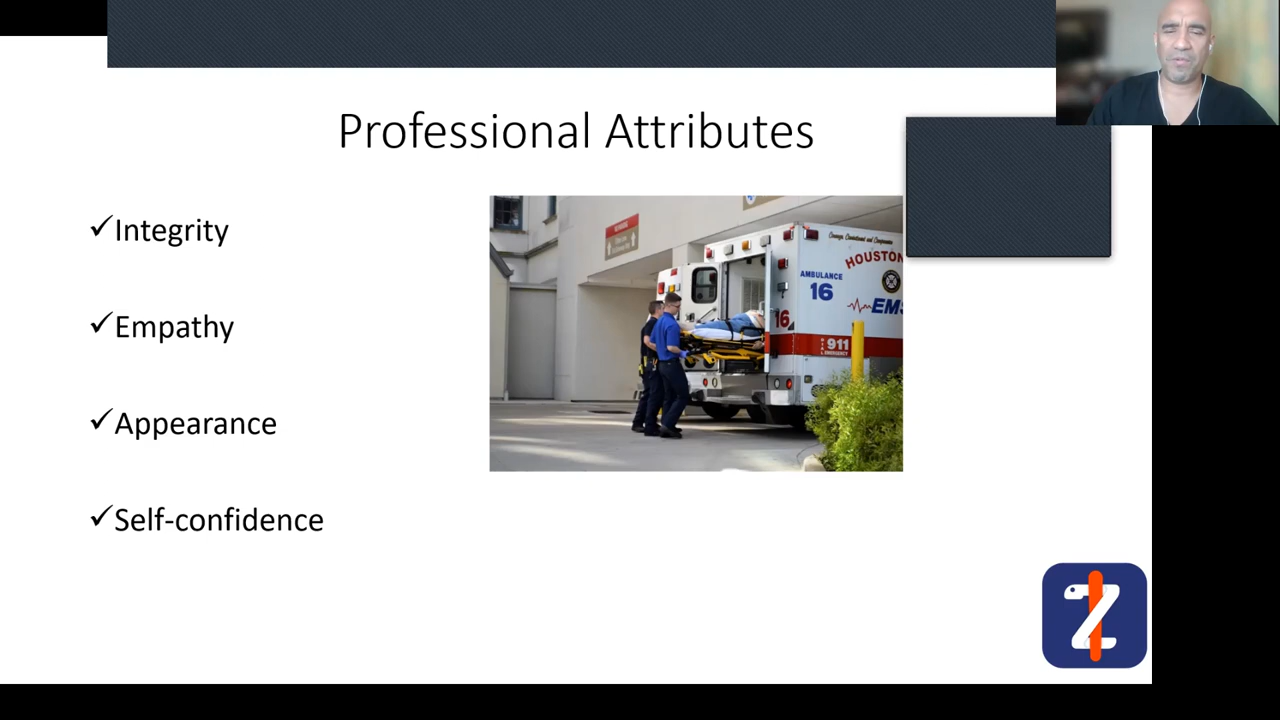 Professional Attributes
✓Integrity
✓Empathy
✓Appearance
✓Self-confidence
AMBULANCE
16
HOUSTON
EMS
16
911